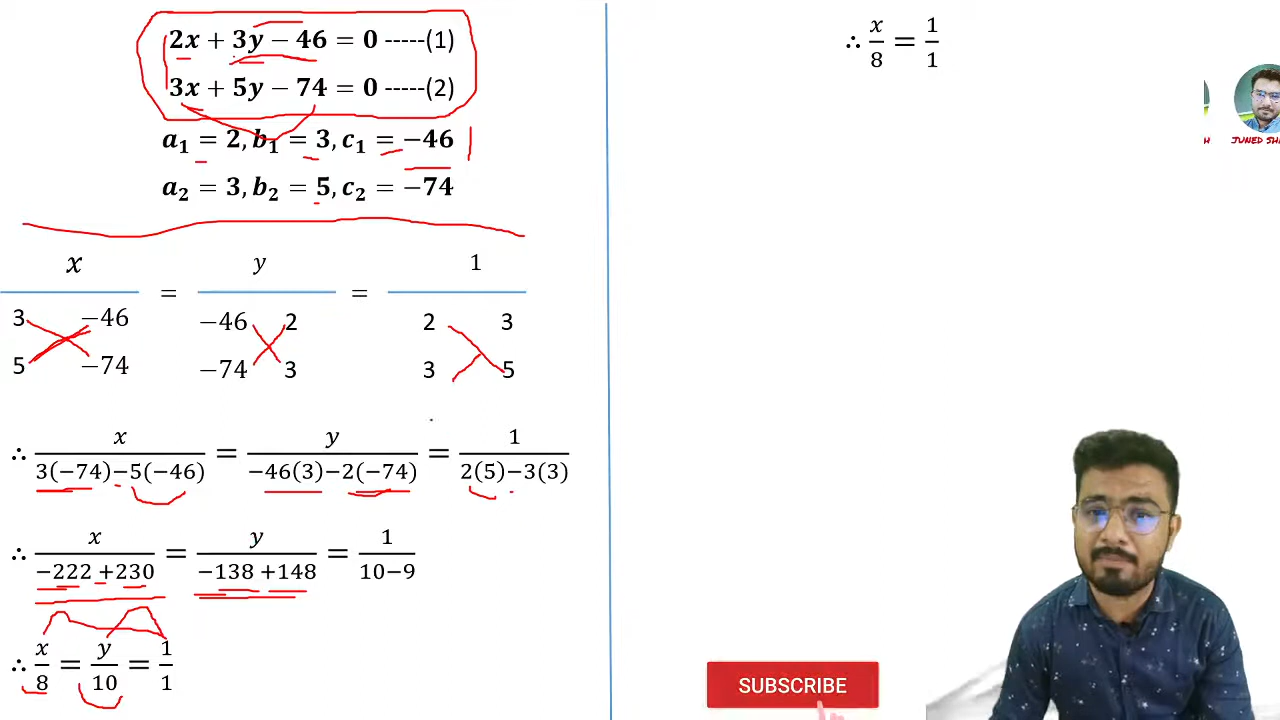 2x + 3y − 46 = 0 -----(1)
3x + 5y − 74 = 0 -----(2)
a₁ = 2, b₁ = 3, c₁ = −46
a₂ = 3, b₂ = 5, c₂ = −74
x y 1
= =
3 −46 −46 2 2 3
5 −74 −74 3 3 5
∴ x/(3(−74)−5(−46)) = y/(−46(3)−2(−74)) = 1/(2(5)−3(3))
∴ x/(−222 +230) = y/(−138 +148) = 1/(10−9)
∴ x/8 = y/10 = 1/1
∴ x/8 = 1/1
SUBSCRIBE